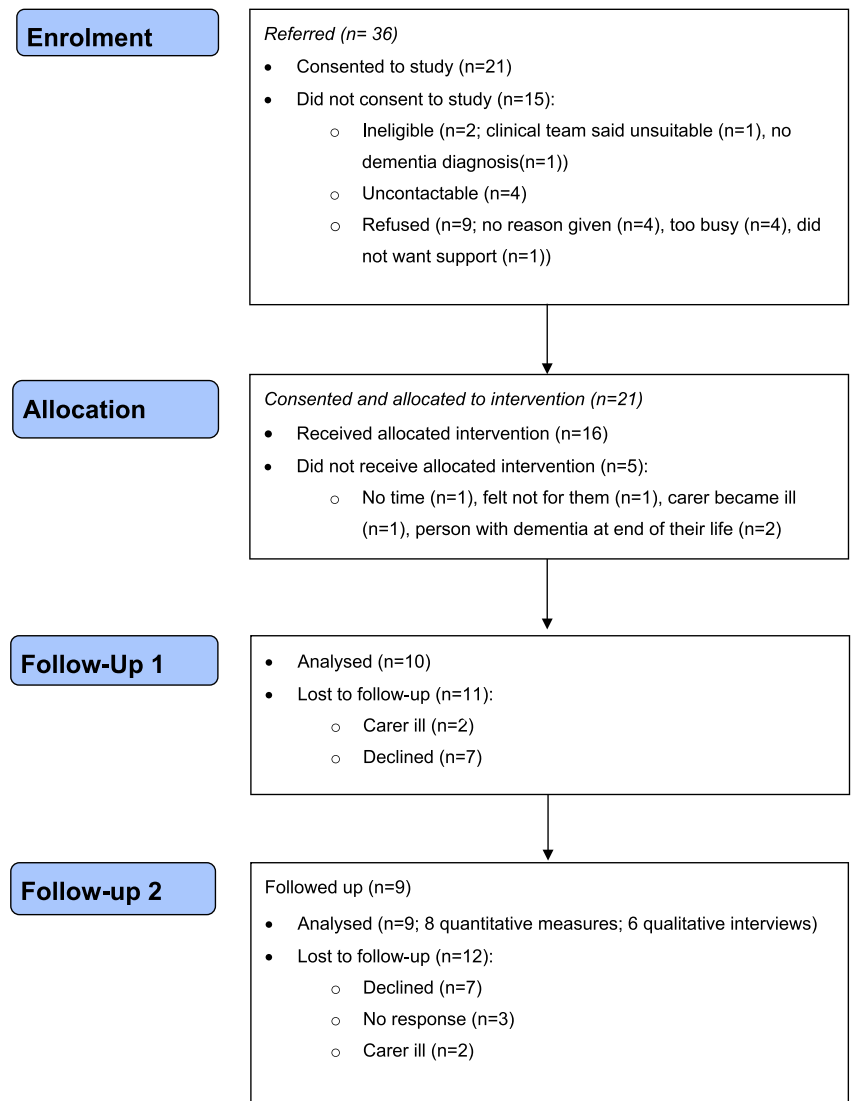 Enrolment
Referred (n= 36)
• Consented to study (n=21)
• Did not consent to study (n=15):
o Ineligible (n=2; clinical team said unsuitable (n=1), no
dementia diagnosis(n=1))
o Uncontactable (n=4)
o Refused (n=9; no reason given (n=4), too busy (n=4), did
not want support (n=1))
Allocation
Consented and allocated to intervention (n=21)
• Received allocated intervention (n=16)
• Did not receive allocated intervention (n=5):
o No time (n=1), felt not for them (n=1), carer became ill
(n=1), person with dementia at end of their life (n=2)
Follow-Up 1
• Analysed (n=10)
• Lost to follow-up (n=11):
o Carer ill (n=2)
o Declined (n=7)
Follow-up 2
Followed up (n=9)
• Analysed (n=9; 8 quantitative measures; 6 qualitative interviews)
• Lost to follow-up (n=12):
o Declined (n=7)
o No response (n=3)
o Carer ill (n=2)